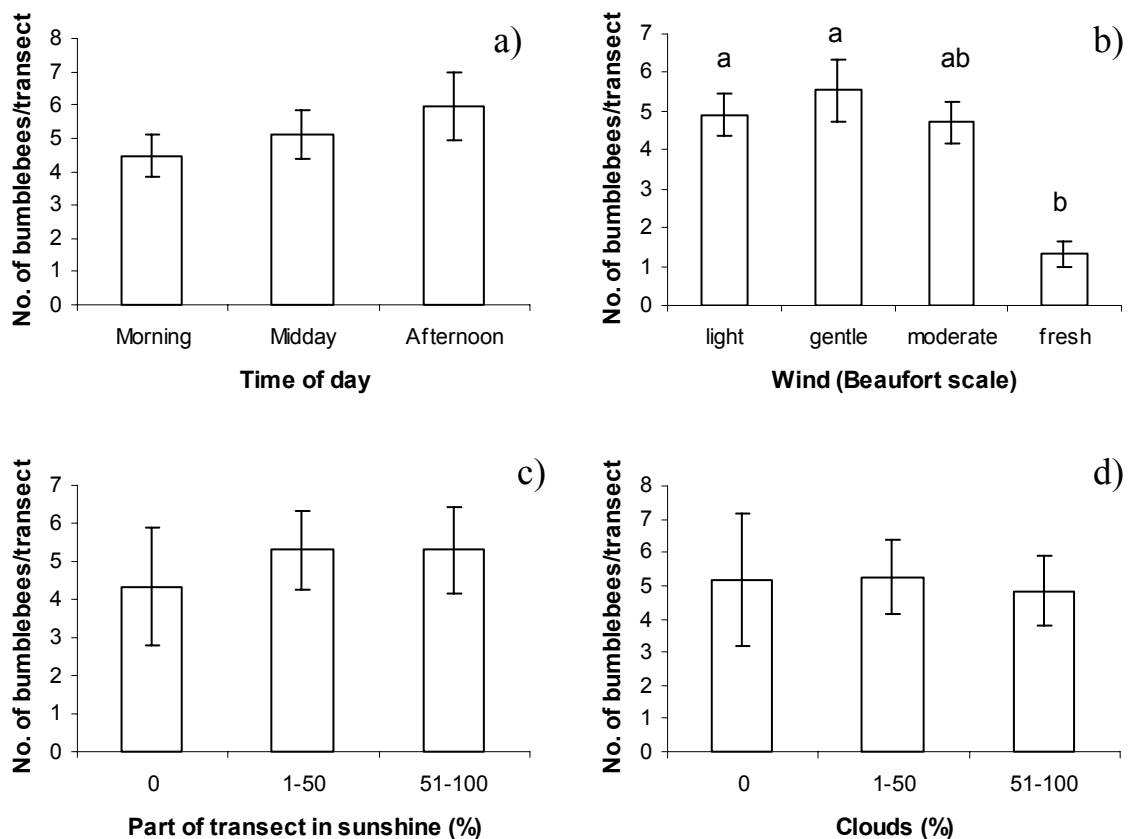 a)
No. of bumblebees/transect
8
7
6
5
4
3
2
1
0
Morning Midday Afternoon
Time of day
b)
No. of bumblebees/transect
7
6
5
4
3
2
1
0
a a ab b
light gentle moderate fresh
Wind (Beaufort scale)
c)
No. of bumblebees/transect
7
6
5
4
3
2
1
0
0 1-50 51-100
Part of transect in sunshine (%)
d)
No. of bumblebees/transect
8
7
6
5
4
3
2
1
0
0 1-50 51-100
Clouds (%)